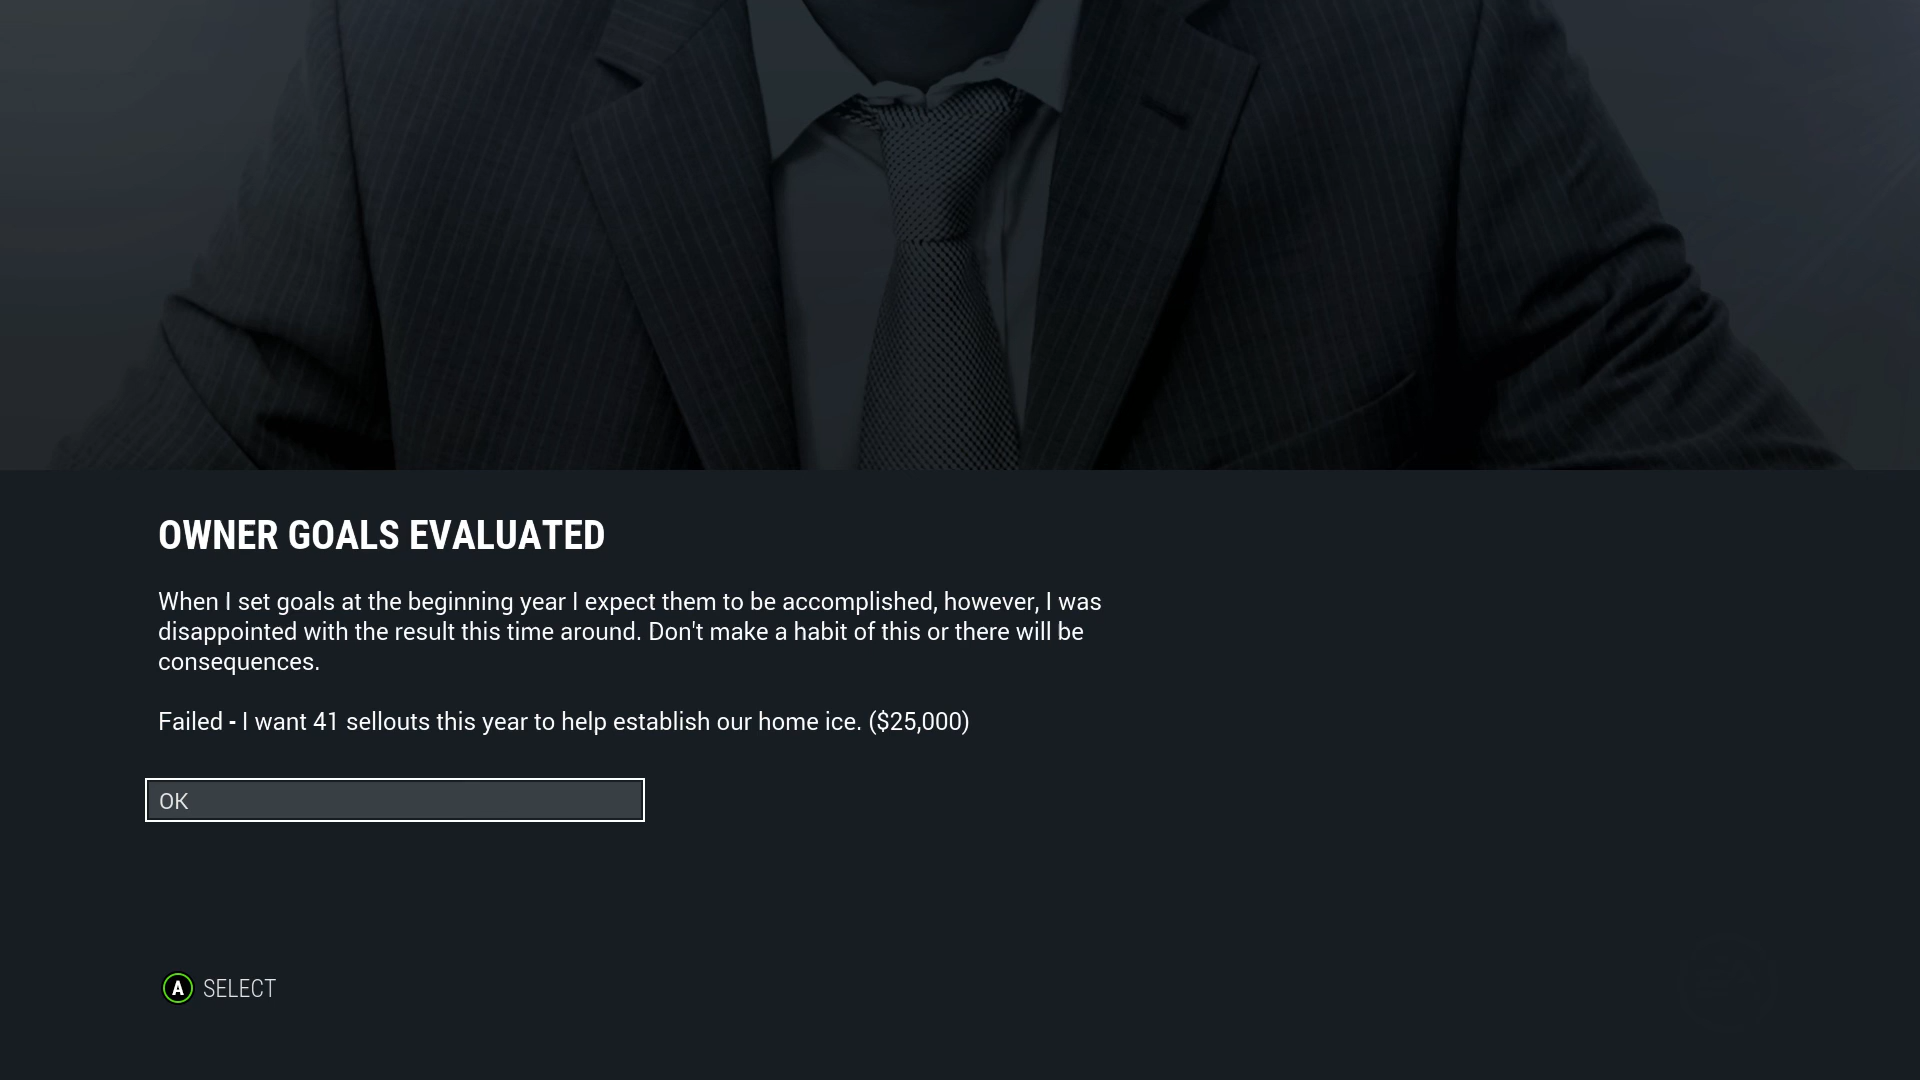 OWNER GOALS EVALUATED
When I set goals at the beginning year I expect them to be accomplished, however, I was
disappointed with the result this time around. Don't make a habit of this or there will be
consequences.
Failed - I want 41 sellouts this year to help establish our home ice. ($25,000)
OK
A SELECT